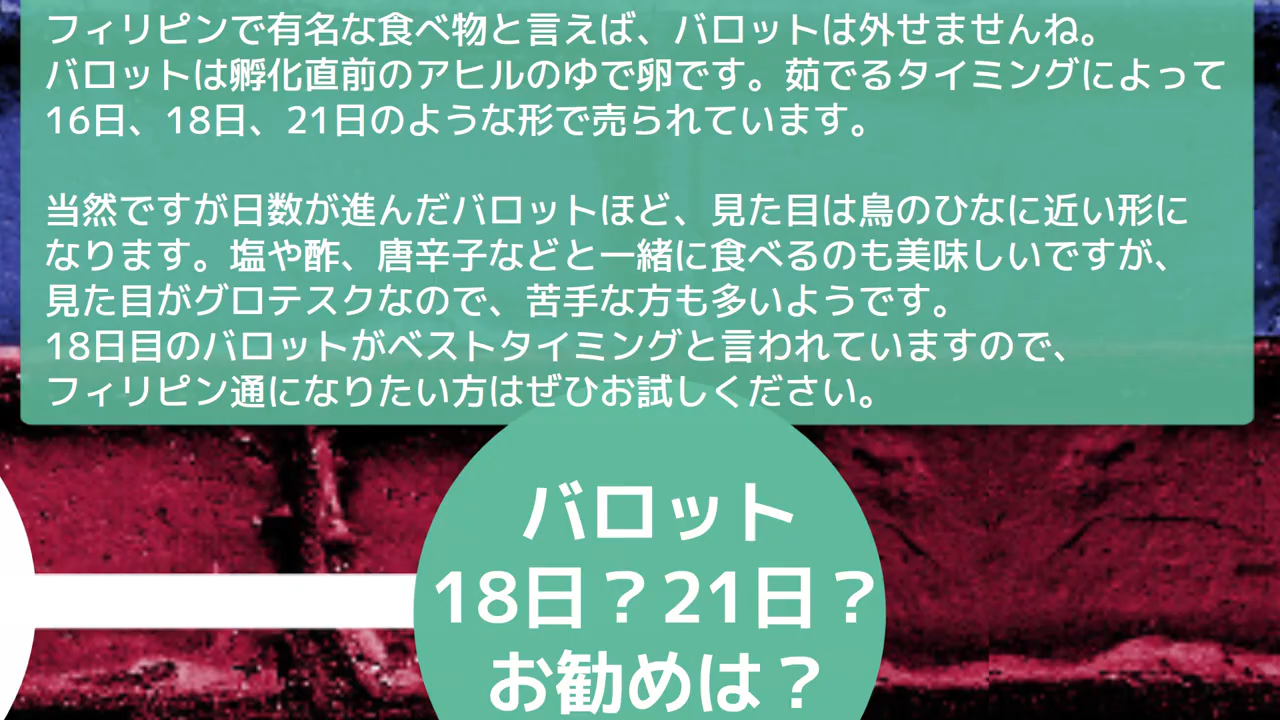 フィリピンで有名な食べ物と言えば、バロットは外せませんね。
バロットは孵化直前のアヒルのゆで卵です。茹でるタイミングによって
16日、18日、21日のような形で売られています。
当然ですが日数が進んだバロットほど、見た目は鳥のひなに近い形に
なります。塩や酢、唐辛子などと一緒に食べるのも美味しいですが、
見た目がグロテスクなので、苦手な方も多いようです。
18日目のバロットがベストタイミングと言われていますので、
フィリピン通になりたい方はぜひお試しください。
バロット
18日？21日？
お勧めは？